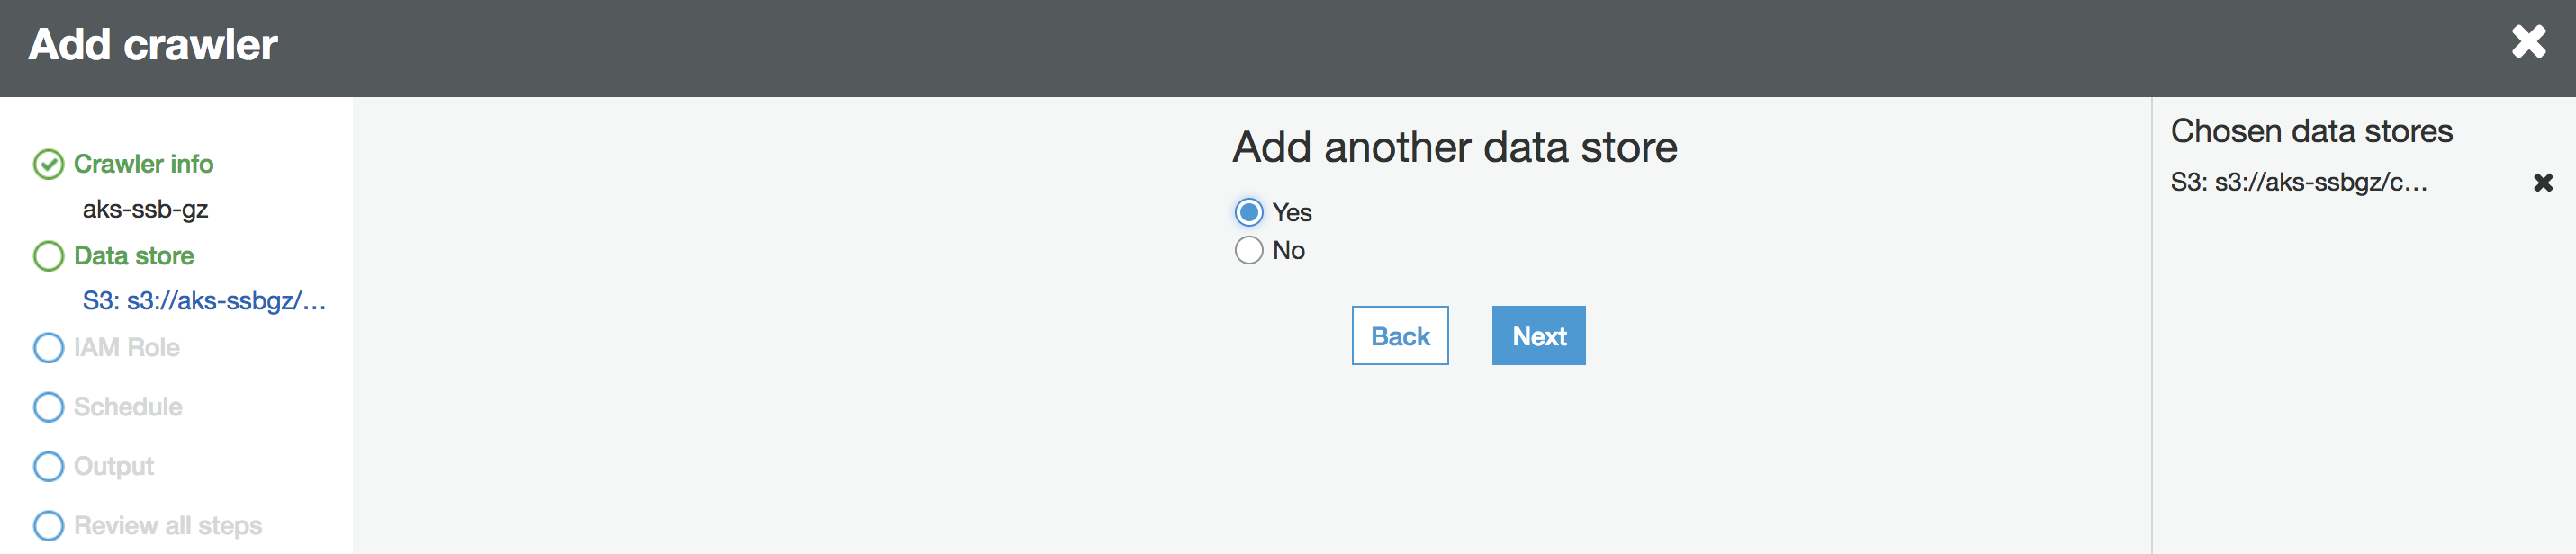 Add crawler
Crawler info
aks-ssb-gz
Data store
S3: s3://aks-ssbgz/...
IAM Role
Schedule
Output
Review all steps
Add another data store
Yes
No
Back
Next
Chosen data stores
S3: s3://aks-ssbgz/c...